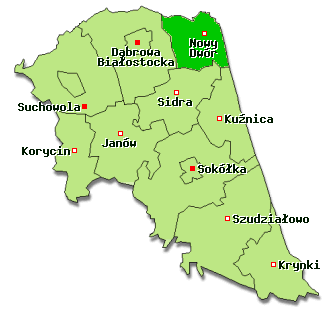 Nowy
Dwór
Dąbrowa
Białostocka
Suchowola
Sidra
Kuźnica
Janów
Korycin
Sokółka
Szudziałowo
Krynki